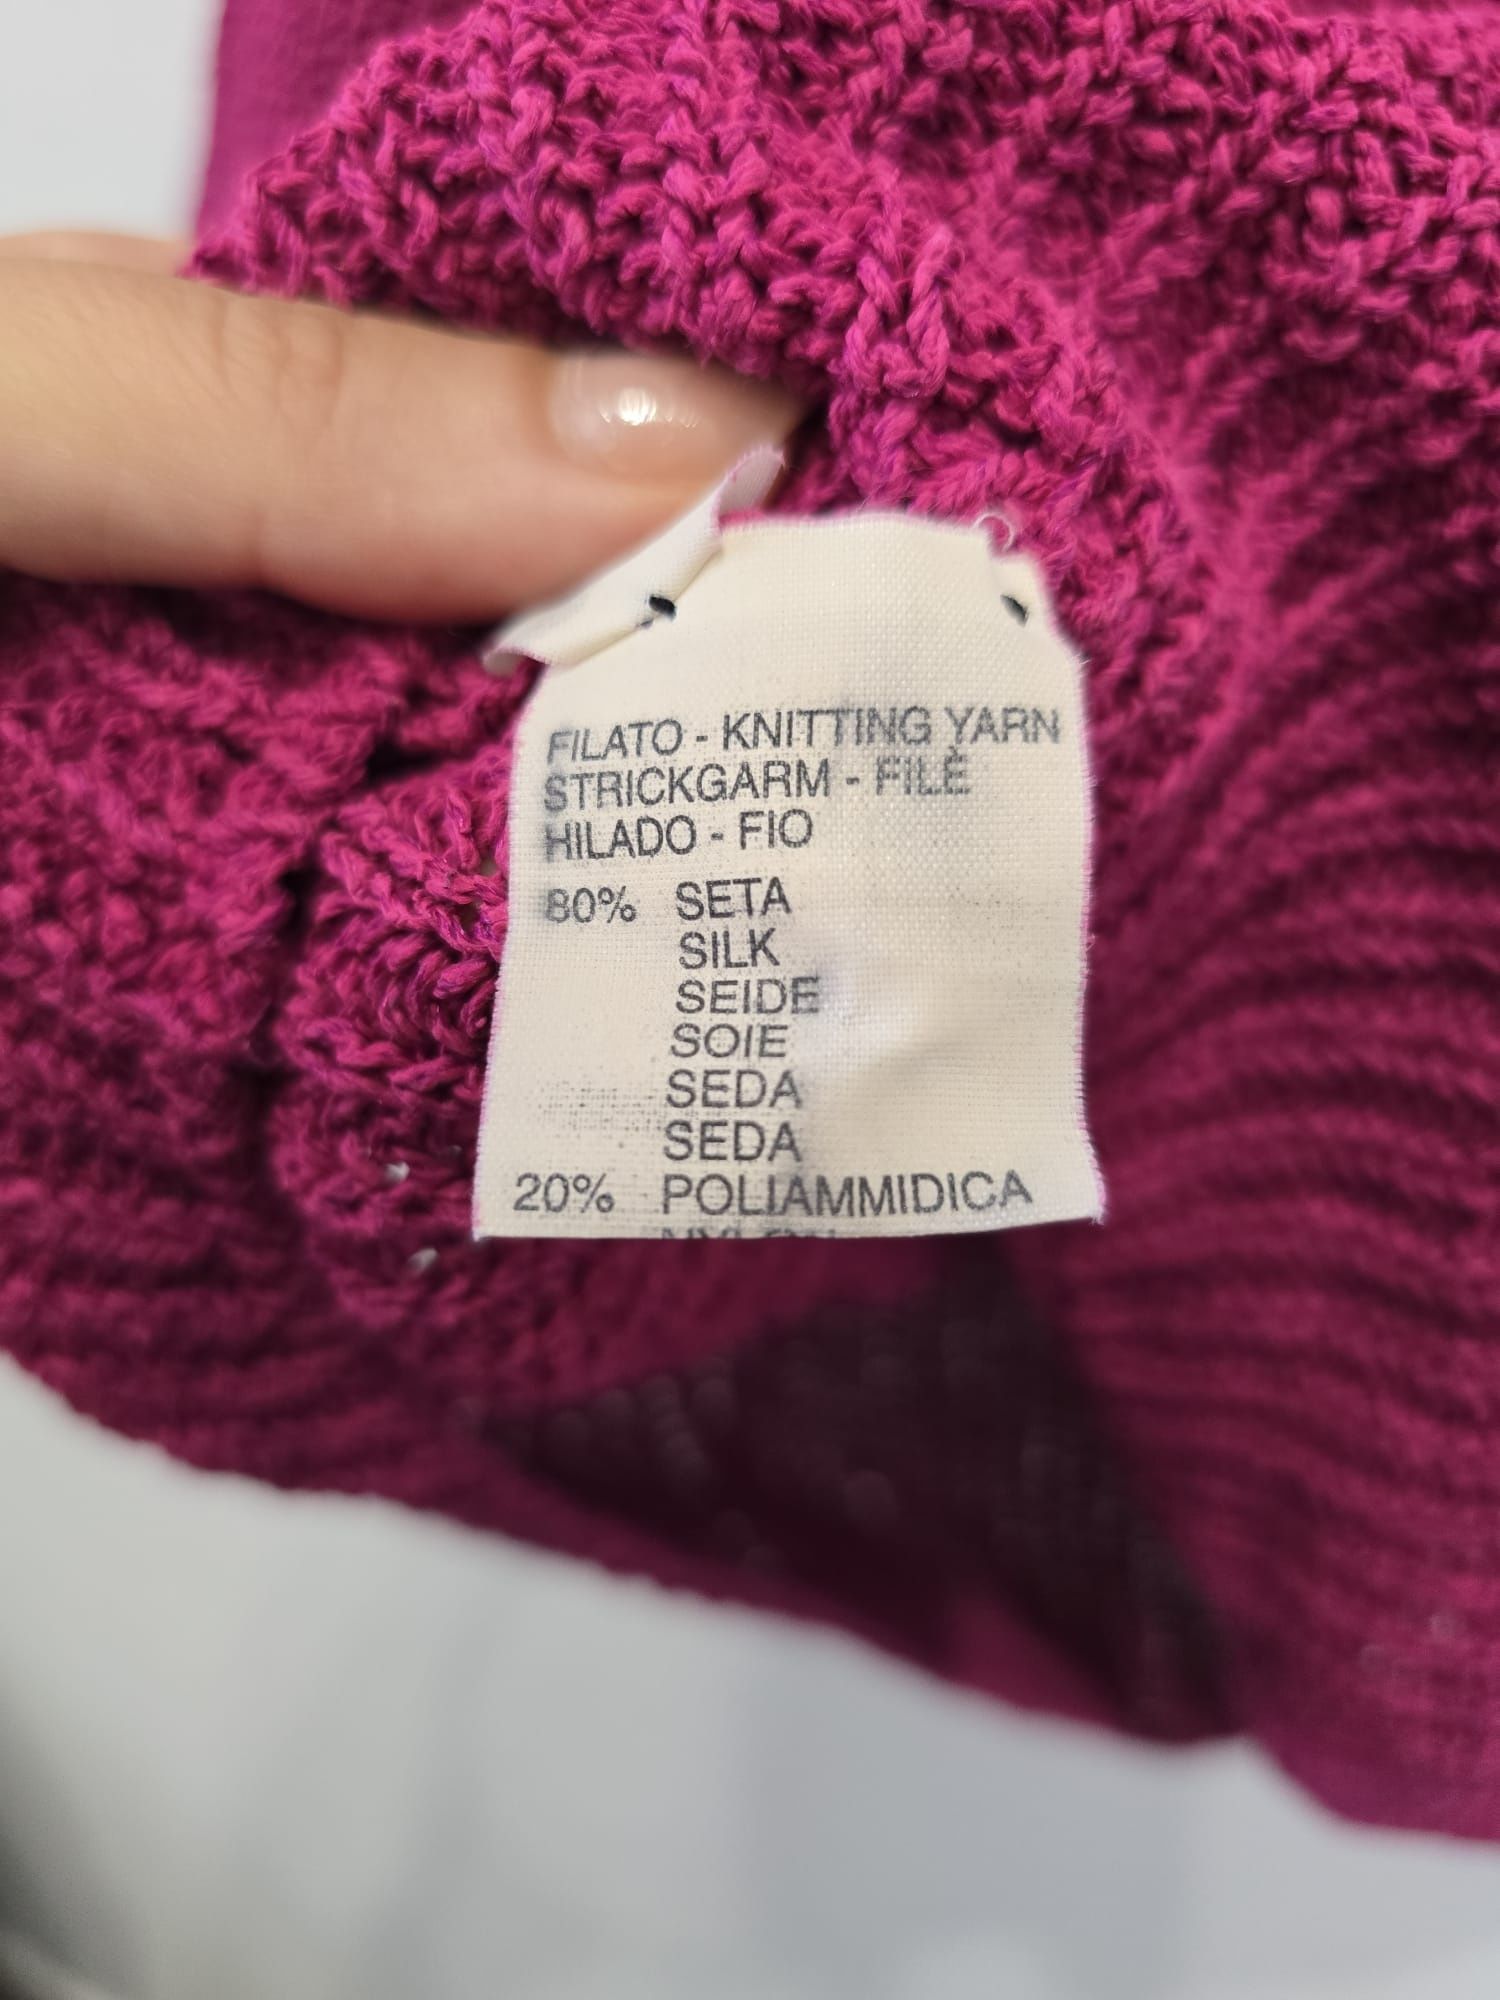 FILATO - KNITTING YARN
STRICKGARM - FILÈ
HILADO - FIO
80% SETA
SILK
SEIDE
SOIE
SEDA
SEDA
20% POLIAMMIDICA